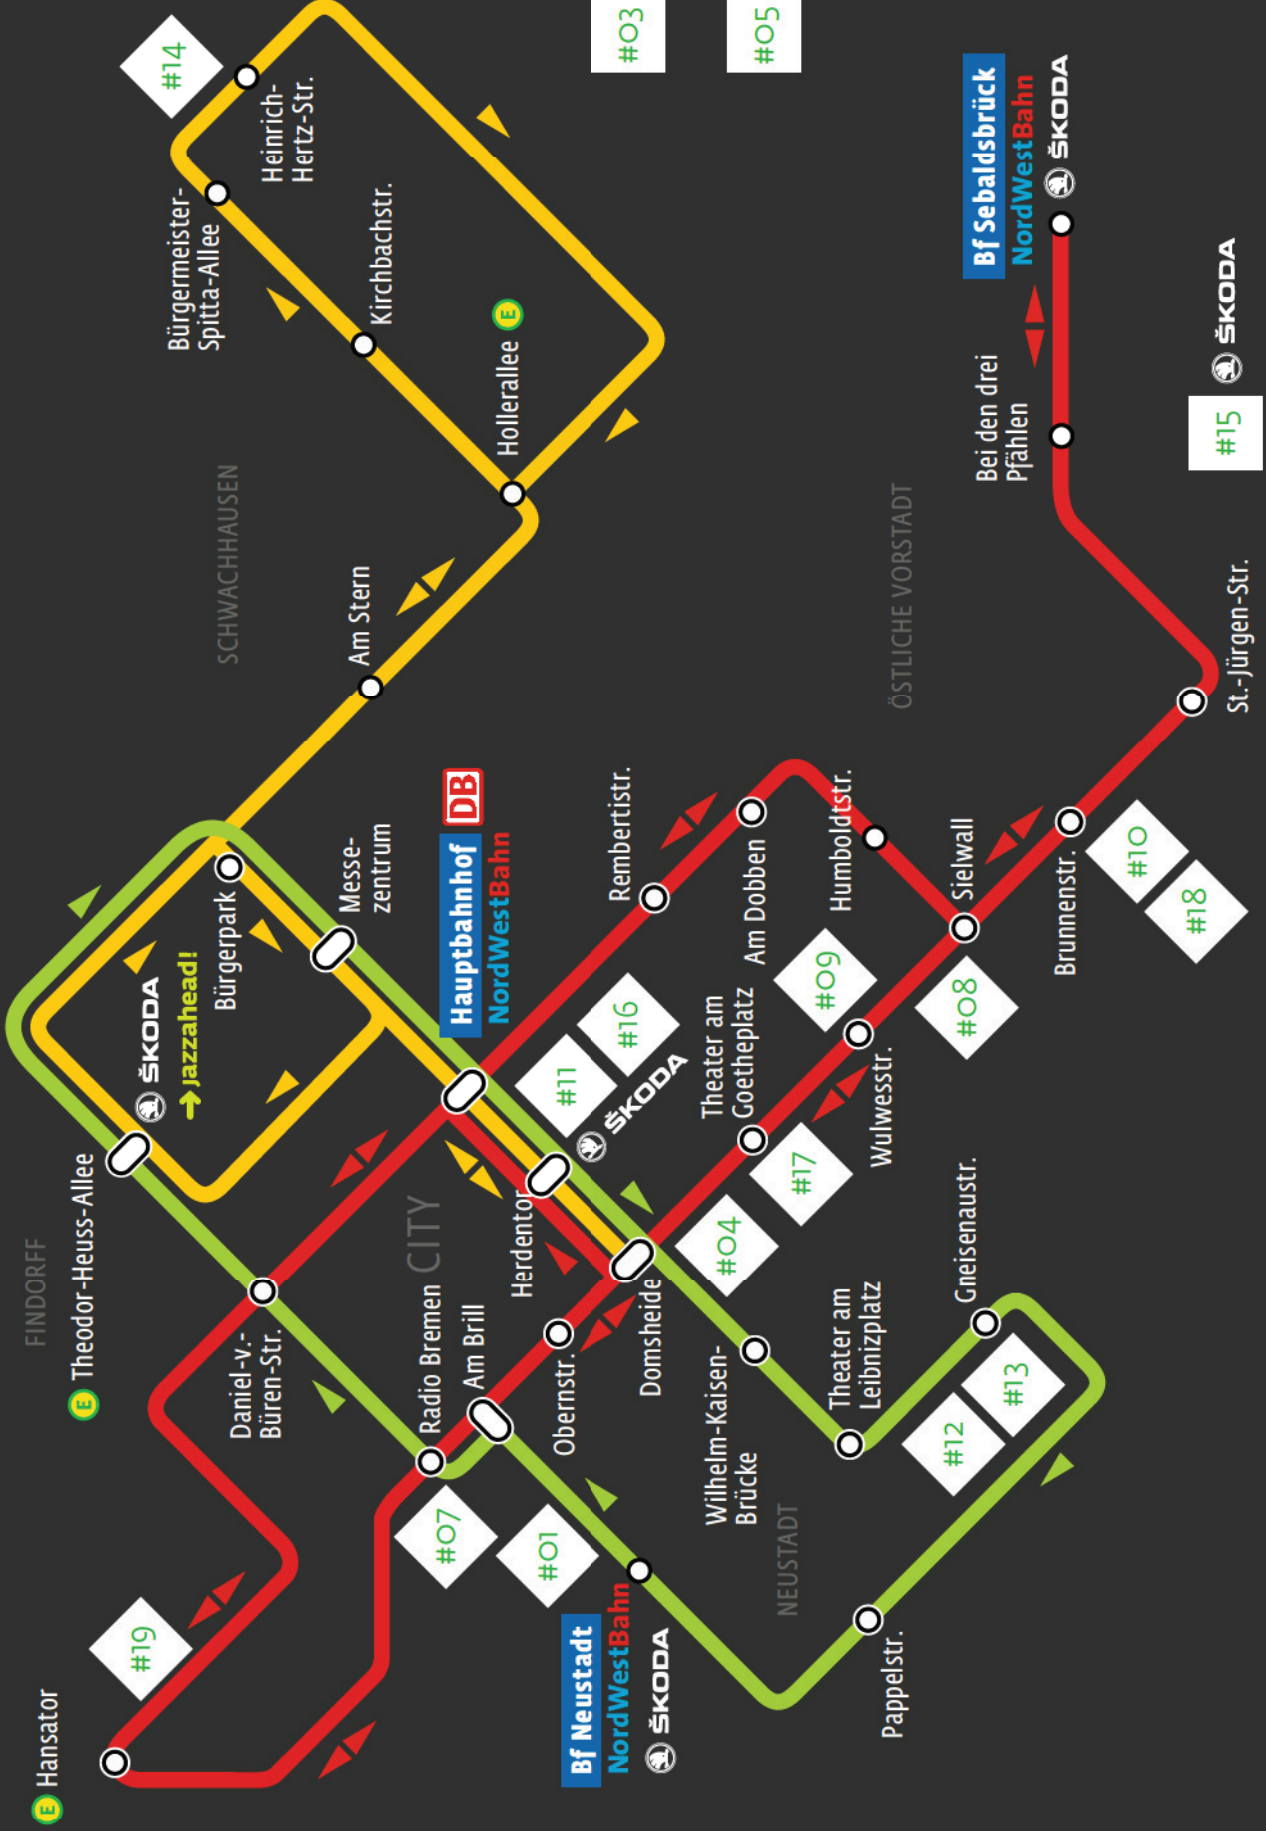 E Hansator
#19
FINDORFF
E Theodor-Heuss-Allee
ŠKODA
➔ jazzahead!
Bürgerpark
Daniel-v.-
Büren-Str.
Messe-
zentrum
SCHWACHHAUSEN
Am Stern
Bürgermeister-
Spitta-Allee
#14
Heinrich-
Hertz-Str.
Kirchbachstr.
Hollerallee E
CITY
Radio Bremen
#07
Am Brill
Hauptbahnhof DB
NordWestBahn
Herdentor
#11
#16
ŠKODA
#01
Obernstr.
Bf Neustadt
NordWestBahn
ŠKODA
Domsheide
Rembertistr.
#03
#05
#04
Wilhelm-Kaisen-
Brücke
Theater am
Goetheplatz
Am Dobben
NEUSTADT
#17
#09
Humboldtstr.
Theater am
Leibnizplatz
Wulwesstr.
Pappelstr.
ÖSTLICHE VORSTADT
#12
#13
Gneisenaustr.
#08
Sielwall
Bei den drei
Pfählen
Bf Sebaldsbrück
NordWestBahn
ŠKODA
Brunnenstr.
#10
#18
St.-Jürgen-Str.
#15 ŠKODA